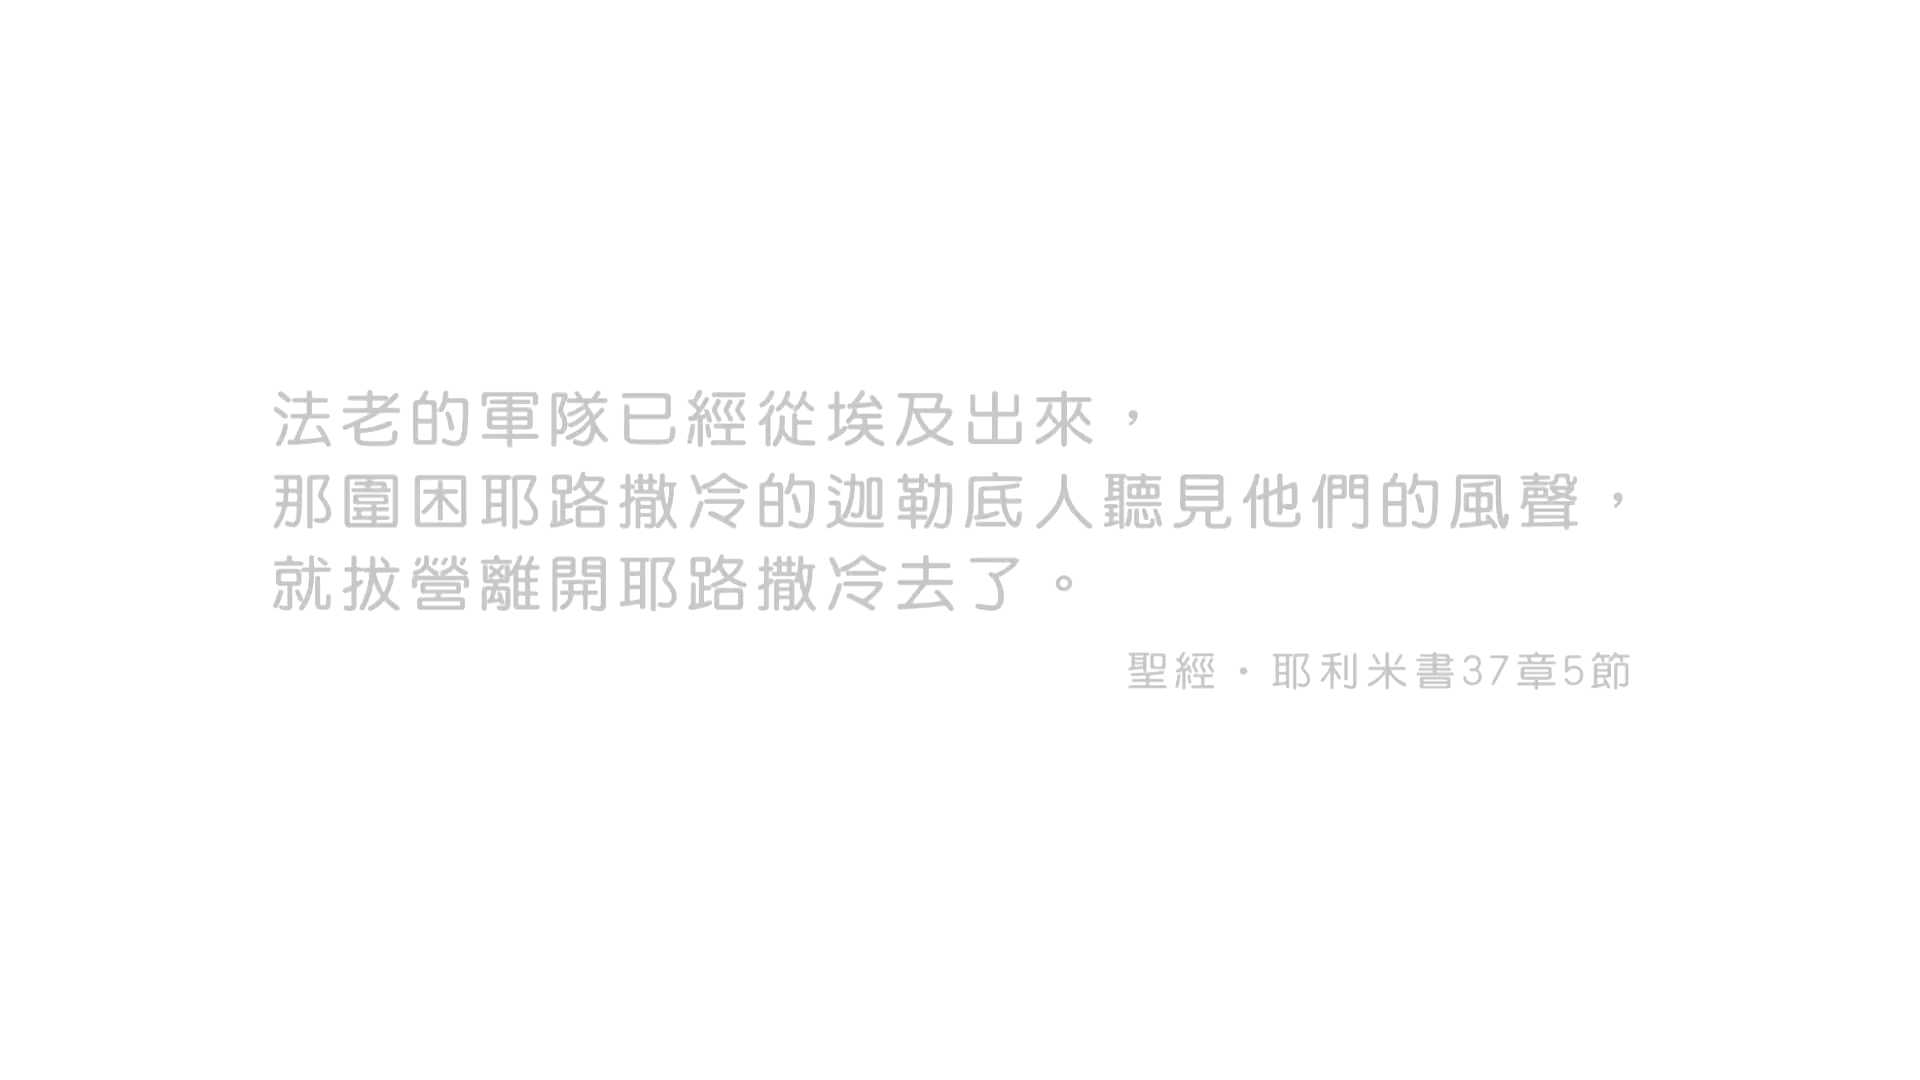 法老的軍隊已經從埃及出來，
那圍困耶路撒冷的迦勒底人聽見他們的風聲，
就拔營離開耶路撒冷去了。
聖經・耶利米書37章5節